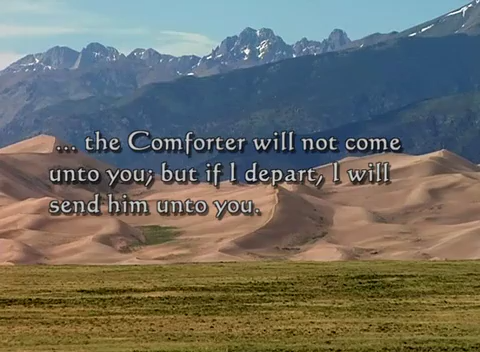 ... the Comforter will not come
unto you; but if I depart, I will
send him unto you.